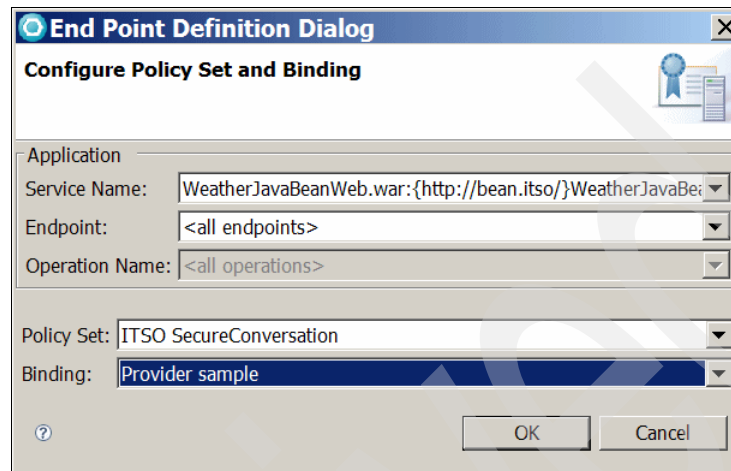 End Point Definition Dialog
Configure Policy Set and Binding
Application
Service Name: WeatherJavaBeanWeb.war:{http://bean.itso/}WeatherJavaBea
Endpoint: <all endpoints>
Operation Name: <all operations>
Policy Set: ITSO SecureConversation
Binding: Provider sample
? OK Cancel